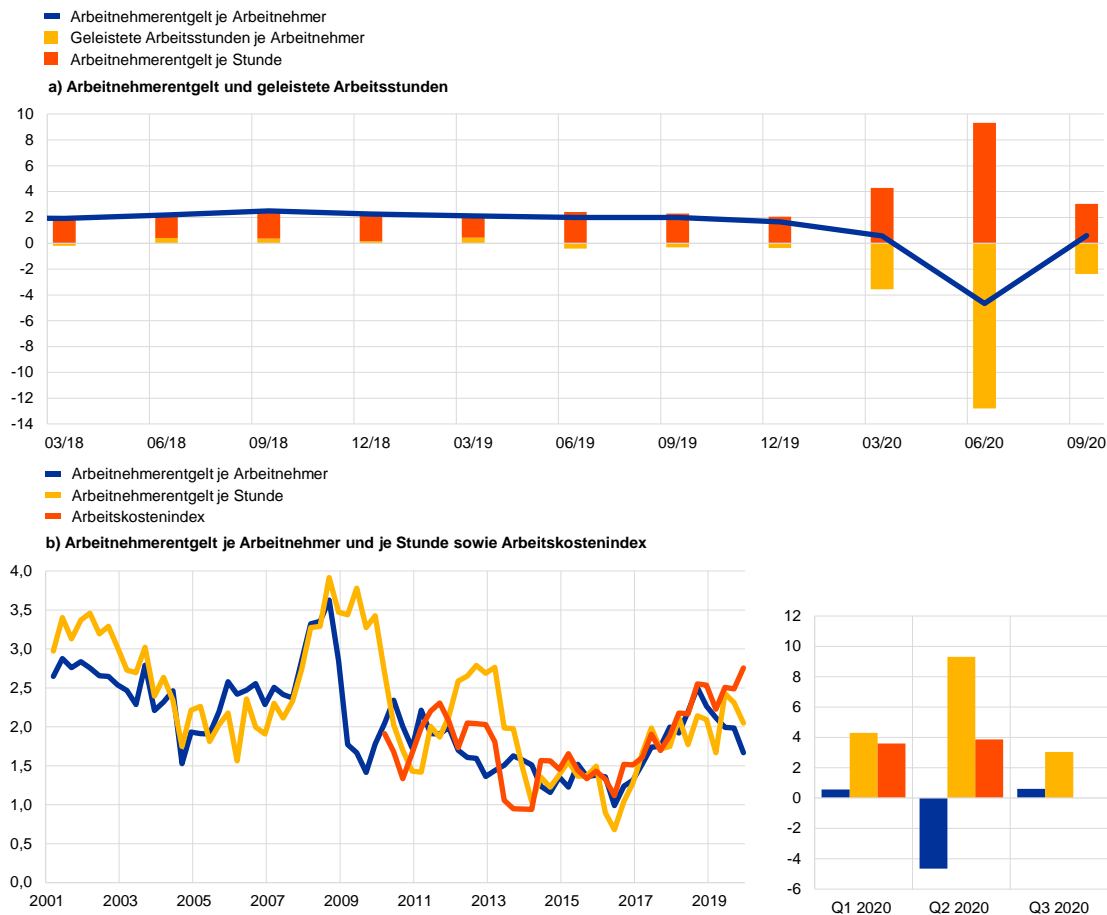 Arbeitnehmerentgelt je Arbeitnehmer
Geleistete Arbeitsstunden je Arbeitnehmer
Arbeitnehmerentgelt je Stunde
a) Arbeitnehmerentgelt und geleistete Arbeitsstunden
10
8
6
4
2
0
-2
-4
-6
-8
-10
-12
-14
03/18 06/18 09/18 12/18 03/19 06/19 09/19 12/19 03/20 06/20 09/20
Arbeitnehmerentgelt je Arbeitnehmer
Arbeitnehmerentgelt je Stunde
Arbeitskostenindex
b) Arbeitnehmerentgelt je Arbeitnehmer und je Stunde sowie Arbeitskostenindex
4,0
3,5
3,0
2,5
2,0
1,5
1,0
0,5
0,0
2001 2003 2005 2007 2009 2011 2013 2015 2017 2019
12
10
8
6
4
2
0
-2
-4
-6
Q1 2020 Q2 2020 Q3 2020